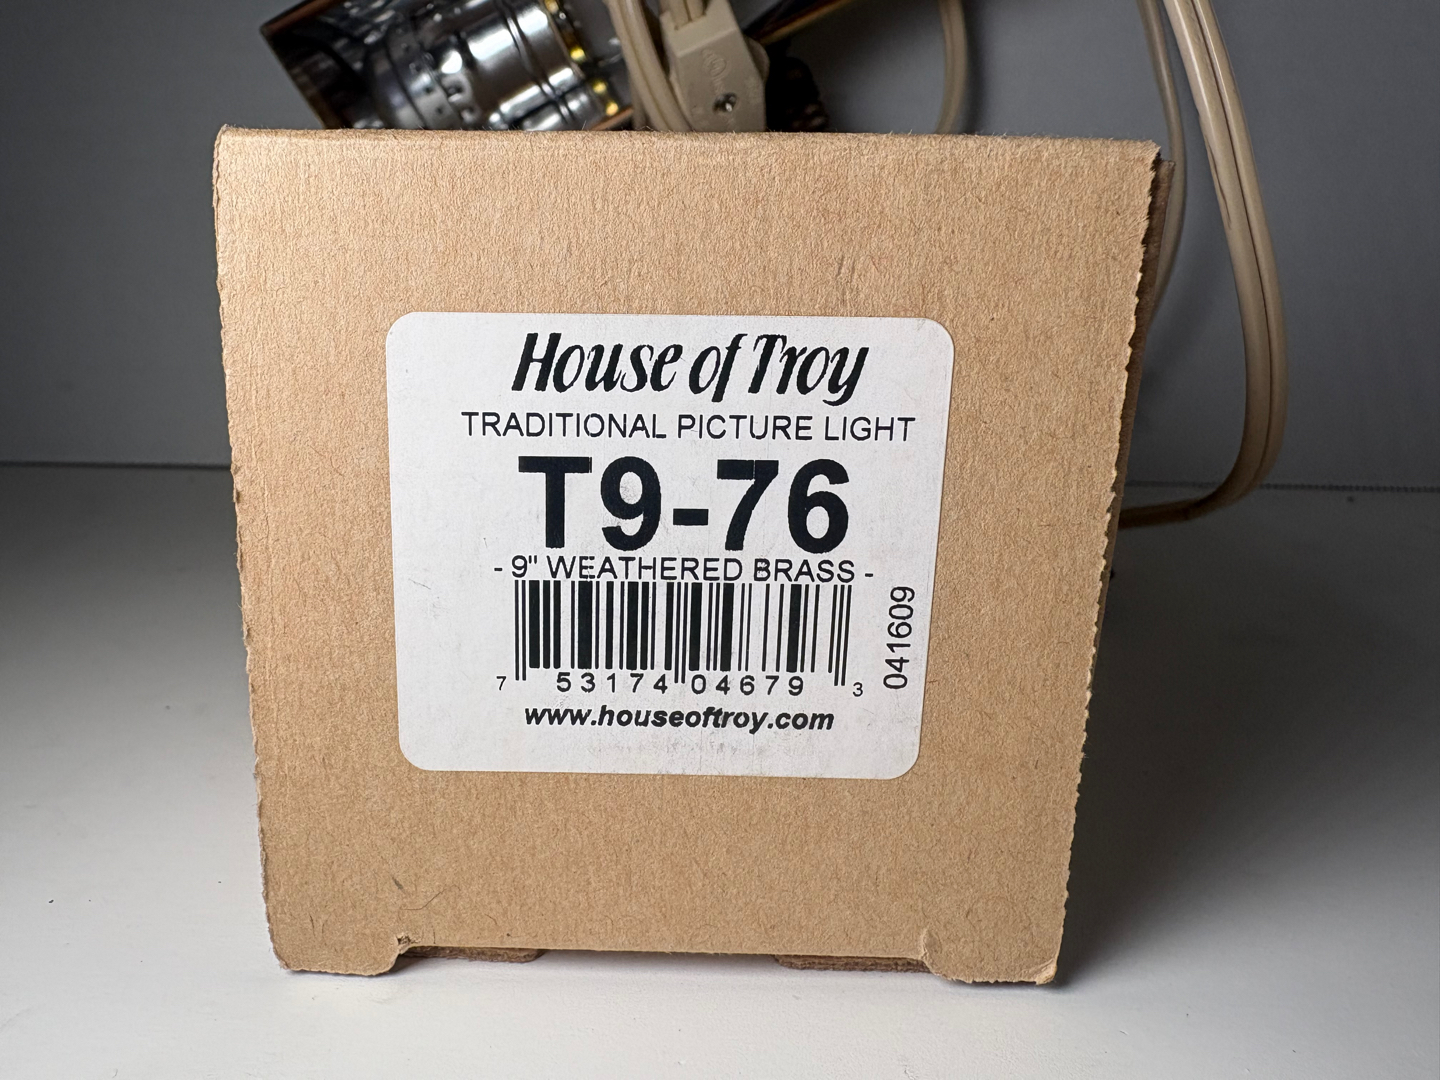 House of Troy
TRADITIONAL PICTURE LIGHT
T9-76
- 9" WEATHERED BRASS -
7 53174 04679 3
041609
www.houseoftroy.com